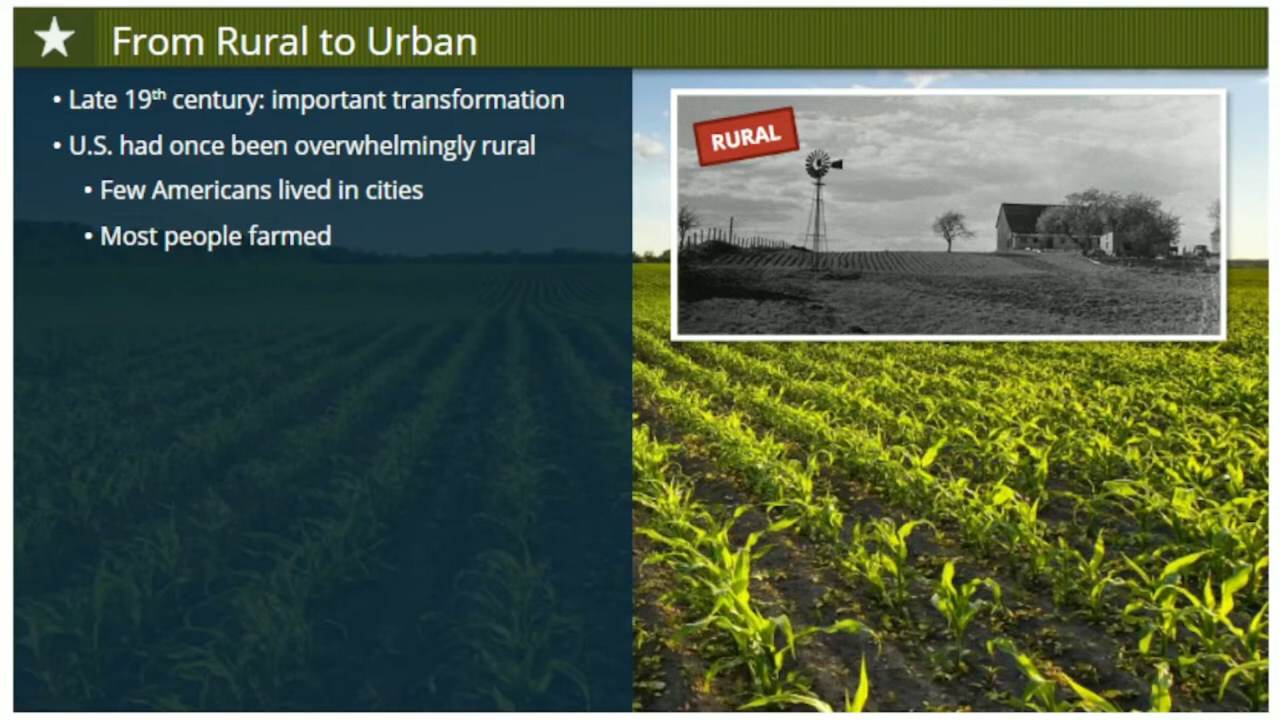 From Rural to Urban
• Late 19th century: important transformation
• U.S. had once been overwhelmingly rural
• Few Americans lived in cities
• Most people farmed
RURAL